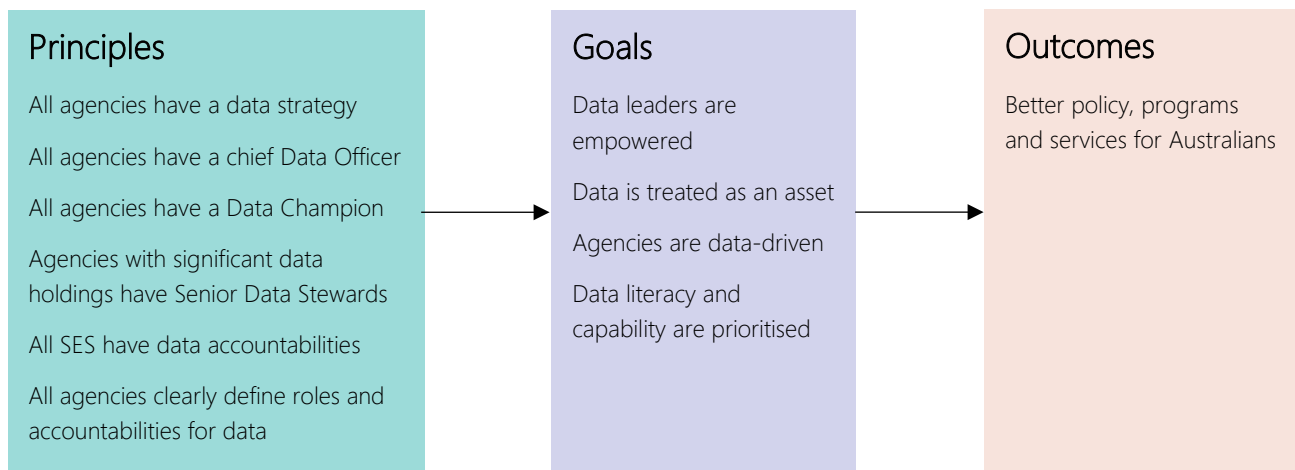 Principles
All agencies have a data strategy
All agencies have a chief Data Officer
All agencies have a Data Champion
Agencies with significant data
holdings have Senior Data Stewards
All SES have data accountabilities
All agencies clearly define roles and
accountabilities for data
Goals
Data leaders are
empowered
Data is treated as an asset
Agencies are data-driven
Data literacy and
capability are prioritised
Outcomes
Better policy, programs
and services for Australians